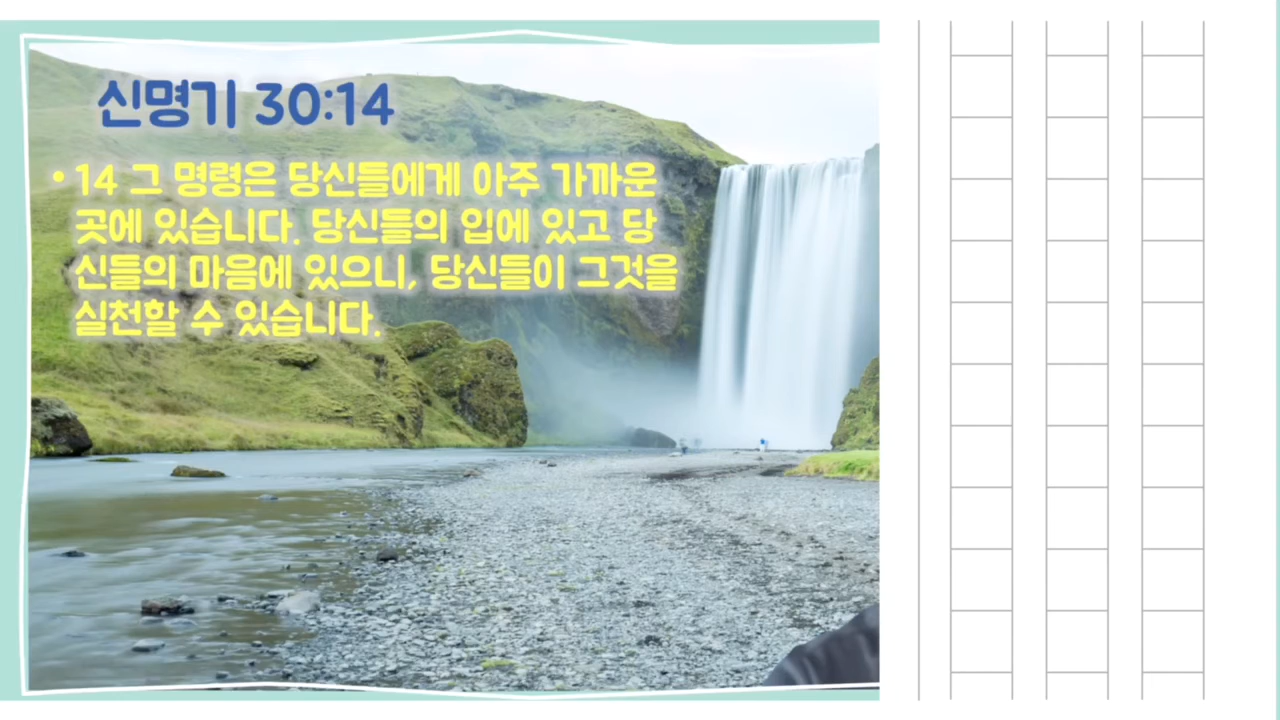 신명기 30:14
• 14 그 명령은 당신들에게 아주 가까운
곳에 있습니다. 당신들의 입에 있고 당
신들의 마음에 있으니, 당신들이 그것을
실천할 수 있습니다.